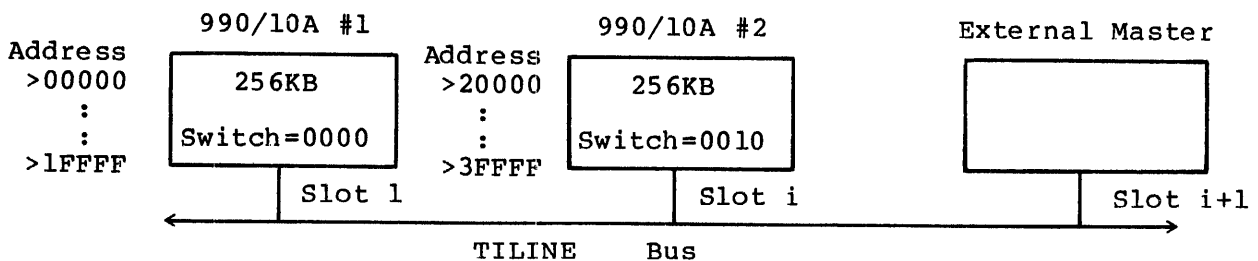 990/10A #1
Address
>00000
:
:
>1FFFF
256KB
Switch=0000
Slot 1
990/10A #2
Address
>20000
:
:
>3FFFF
256KB
Switch=0010
Slot i
External Master
Slot i+1
TILINE Bus